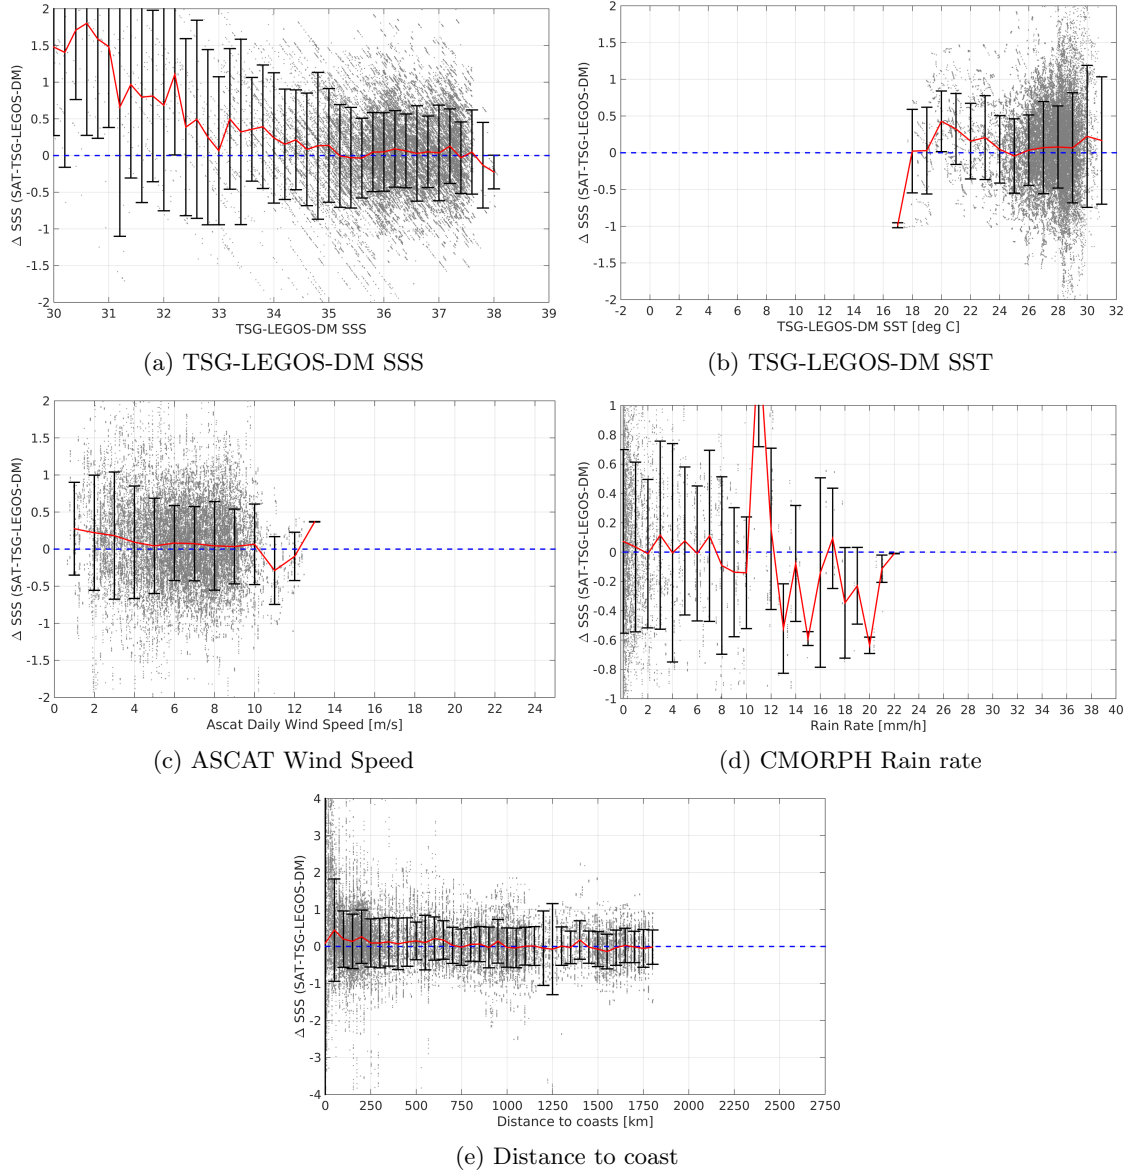 2
1.5
1
0.5
0
-0.5
-1
-1.5
-2
Δ SSS (SAT-TSG-LEGOS-DM)
30 31 32 33 34 35 36 37 38 39
TSG-LEGOS-DM SSS
(a) TSG-LEGOS-DM SSS
2
1.5
1
0.5
0
-0.5
-1
-1.5
-2
Δ SSS (SAT-TSG-LEGOS-DM)
-2 0 2 4 6 8 10 12 14 16 18 20 22 24 26 28 30 32
TSG-LEGOS-DM SST [deg C]
(b) TSG-LEGOS-DM SST
2
1.5
1
0.5
0
-0.5
-1
-1.5
-2
Δ SSS (SAT-TSG-LEGOS-DM)
0 2 4 6 8 10 12 14 16 18 20 22 24
Ascat Daily Wind Speed [m/s]
(c) ASCAT Wind Speed
1
0.8
0.6
0.4
0.2
0
-0.2
-0.4
-0.6
-0.8
-1
Δ SSS (SAT-TSG-LEGOS-DM)
0 2 4 6 8 10 12 14 16 18 20 22 24 26 28 30 32 34 36 38 40
Rain Rate [mm/h]
(d) CMORPH Rain rate
4
3
2
1
0
-1
-2
-3
-4
Δ SSS (SAT-TSG-LEGOS-DM)
0 250 500 750 1000 1250 1500 1750 2000 2250 2500 2750
Distance to coasts [km]
(e) Distance to coast